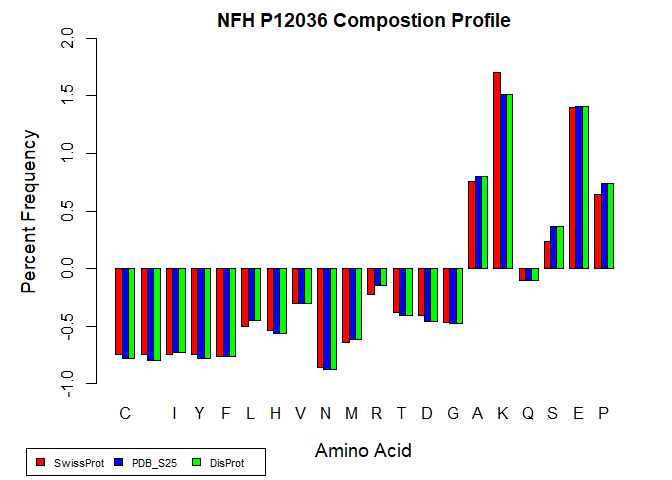 NFH P12036 Compostion Profile
Percent Frequency
2.0
1.5
1.0
0.5
0.0
-0.5
-1.0
C I Y F L H V N M R T D G A K Q S E P
Amino Acid
SwissProt PDB_S25 DisProt